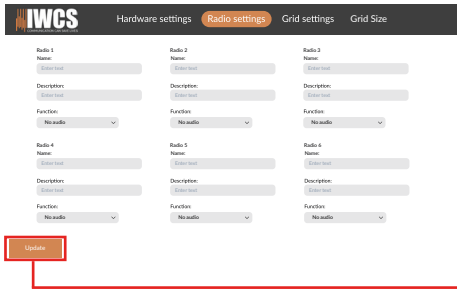 IWCS
COMMUNICATION CAN SAVE LIVES
Hardware settings Radio settings Grid settings Grid Size
Radio 1 Radio 2 Radio 3
Name: Name: Name:
Enter text Enter text Enter text
Description: Description: Description:
Enter text Enter text Enter text
Function: Function: Function:
No audio No audio No audio
Radio 4 Radio 5 Radio 6
Name: Name: Name:
Enter text Enter text Enter text
Description: Description: Description:
Enter text Enter text Enter text
Function: Function: Function:
No audio No audio No audio
Update